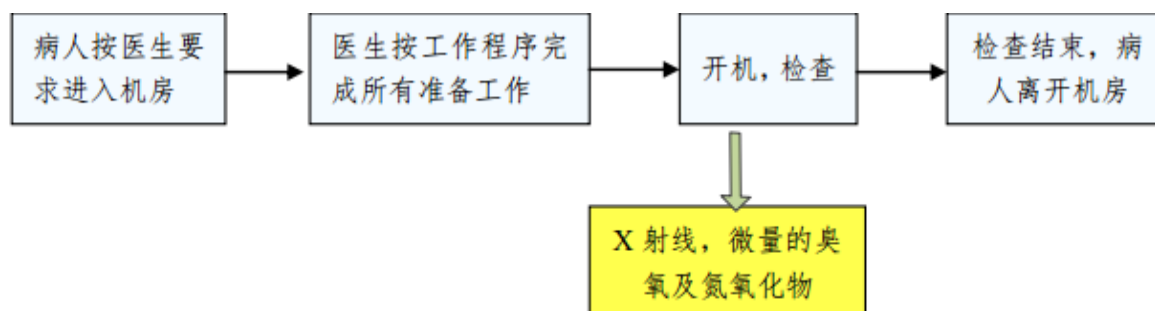 病人按医生要
求进入机房
医生按工作程序完
成所有准备工作
开机，检查
检查结束，病
人离开机房
X 射线，微量的臭
氧及氮氧化物